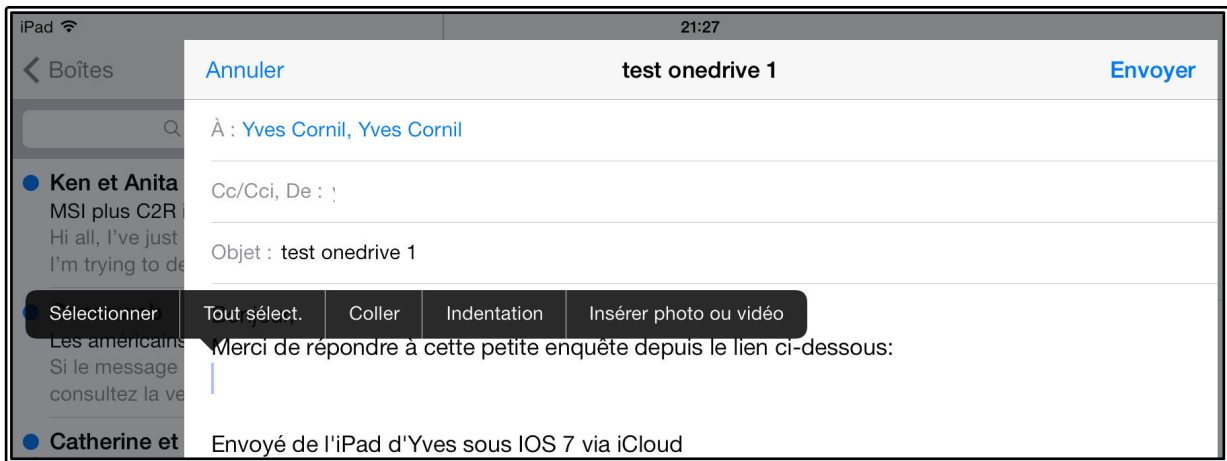 iPad
21:27
Boîtes
Annuler
test onedrive 1
Envoyer
À : Yves Cornil, Yves Cornil
Cc/Cci, De :
Objet : test onedrive 1
Ken et Anita
MSI plus C2R
Hi all, I've just
I'm trying to de
Sélectionner
Tout sélect.
Coller
Indentation
Insérer photo ou vidéo
Les américains
Si le message
consultez la ve
Catherine et
Merci de répondre à cette petite enquête depuis le lien ci-dessous:
Envoyé de l'iPad d'Yves sous IOS 7 via iCloud